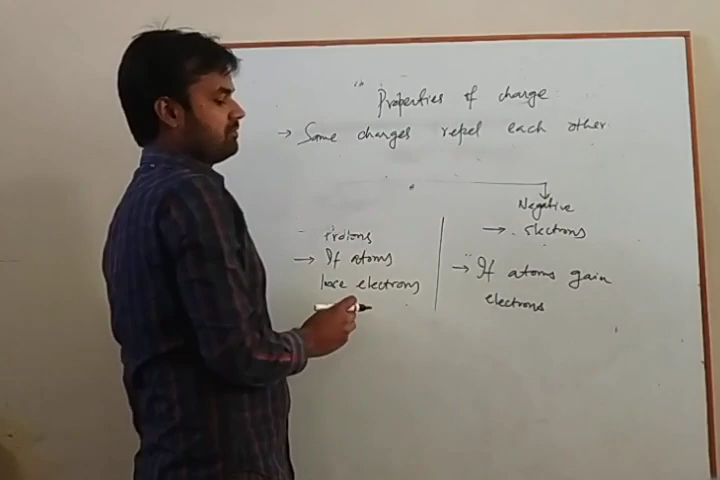 Properties of charge
→ Same charges repel each other
Negative
Protons
→ Electrons
→ If atoms
lose electrons
→ If atoms gain
electrons